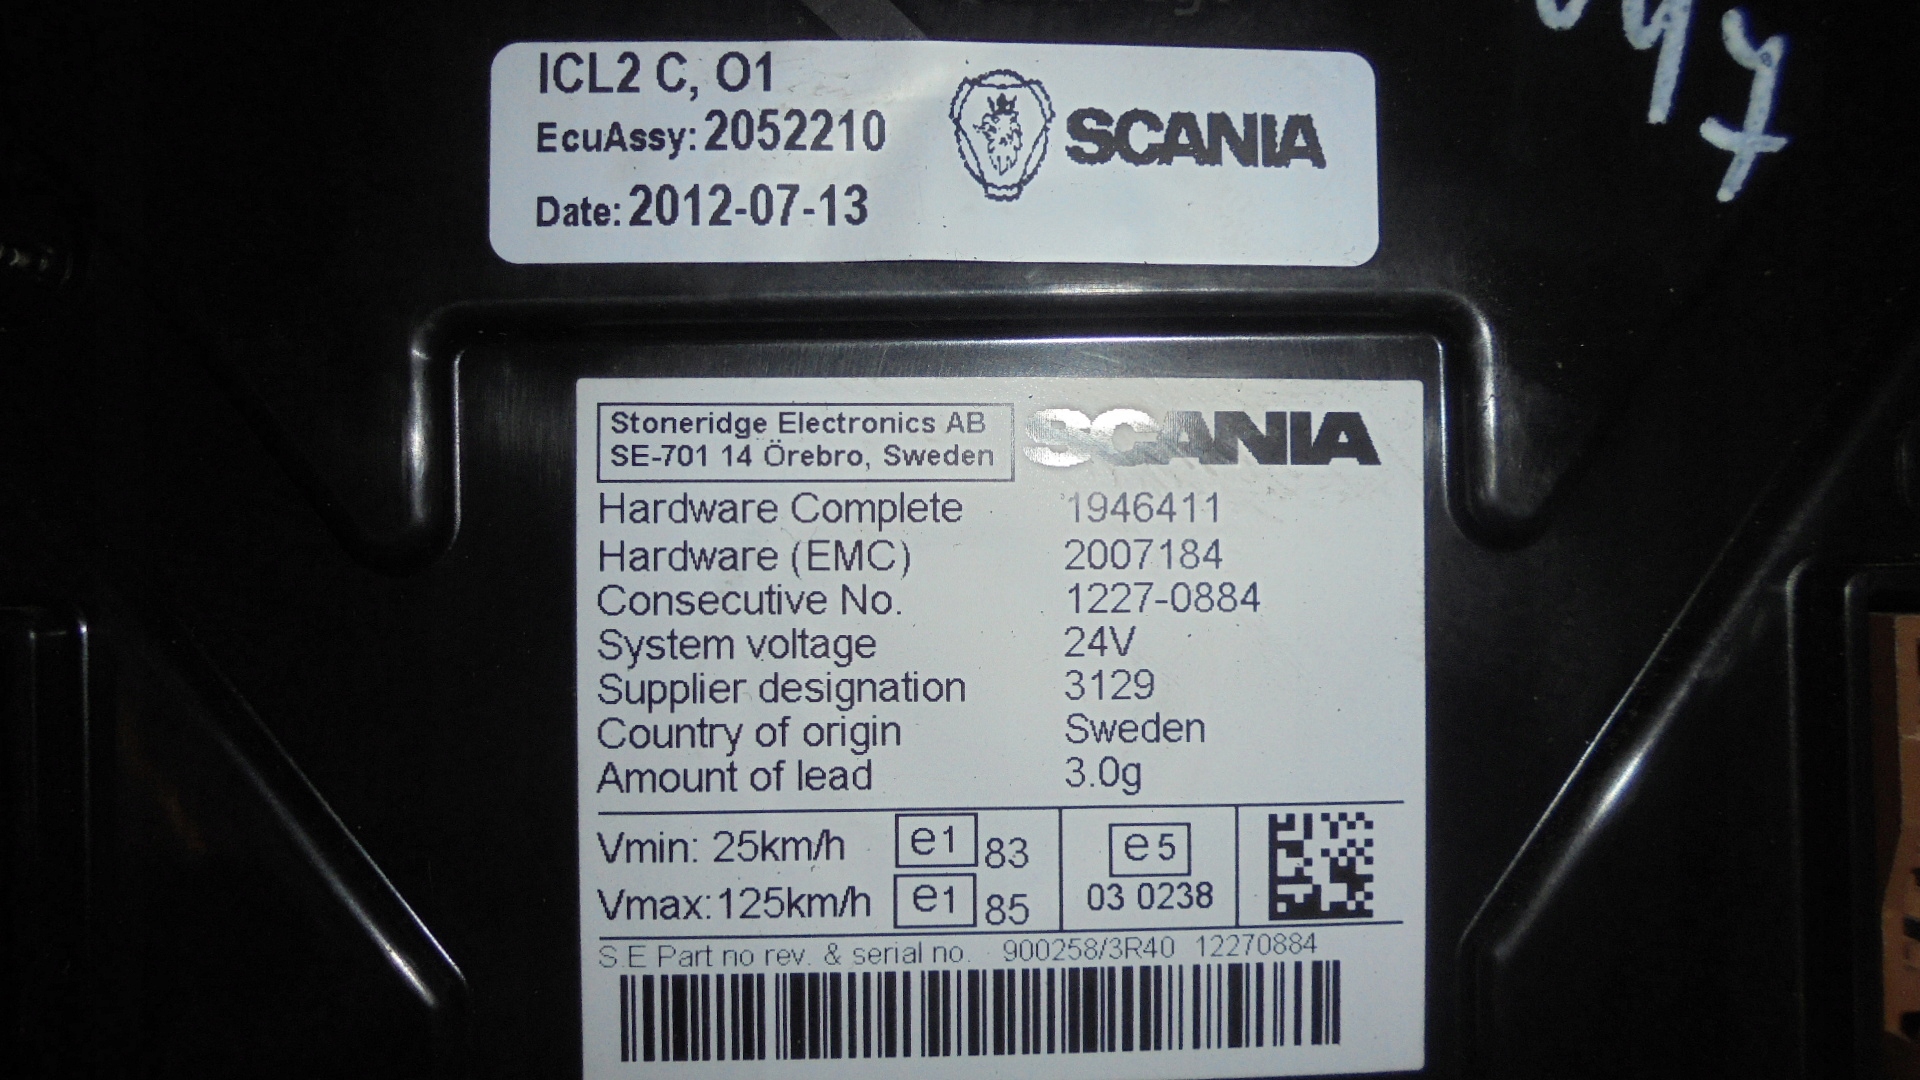 ICL2 C, O1
EcuAssy: 2052210
Date: 2012-07-13
SCANIA
Stoneridge Electronics AB
SE-701 14 Örebro, Sweden
SCANIA
Hardware Complete 1946411
Hardware (EMC) 2007184
Consecutive No. 1227-0884
System voltage 24V
Supplier designation 3129
Country of origin Sweden
Amount of lead 3.0g
Vmin: 25km/h e1 83
Vmax: 125km/h e1 85
e5
03 0238
S.E Part no rev. & serial no. 900258/3R40 12270884